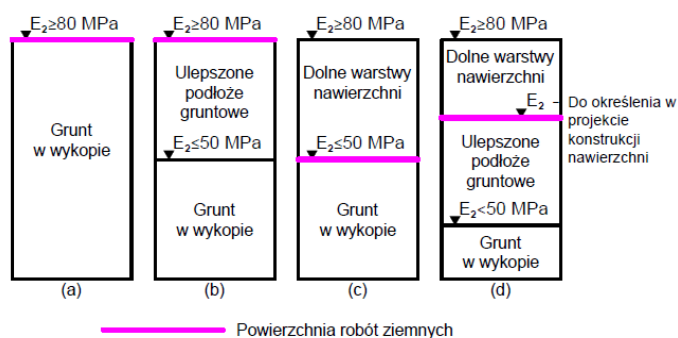 E₂≥80 MPa
Grunt
w wykopie
(a)
E₂≥80 MPa
Ulepszone
podłoże
gruntowe
E₂≤50 MPa
Grunt
w wykopie
(b)
E₂≥80 MPa
Dolne warstwy
nawierzchni
E₂≤50 MPa
Grunt
w wykopie
(c)
E₂≥80 MPa
Dolne warstwy
nawierzchni
E₂ – Do określenia w
projekcie
konstrukcji
nawierzchni
Ulepszone
podłoże
gruntowe
E₂<50 MPa
Grunt
w wykopie
(d)
Powierzchnia robót ziemnych